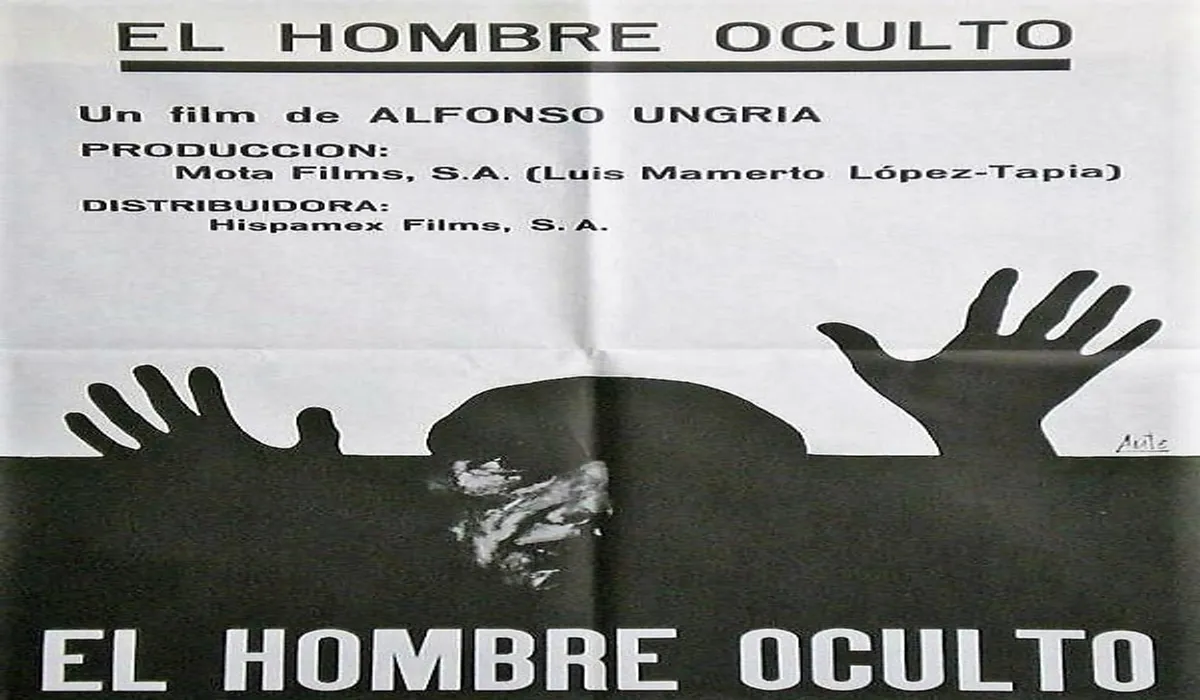 EL HOMBRE OCULTO
Un film de ALFONSO UNGRIA
PRODUCCION:
Mota Films, S.A. (Luis Mamerto López-Tapia)
DISTRIBUIDORA:
Hispamex Films, S.A.
Aute
EL HOMBRE OCULTO